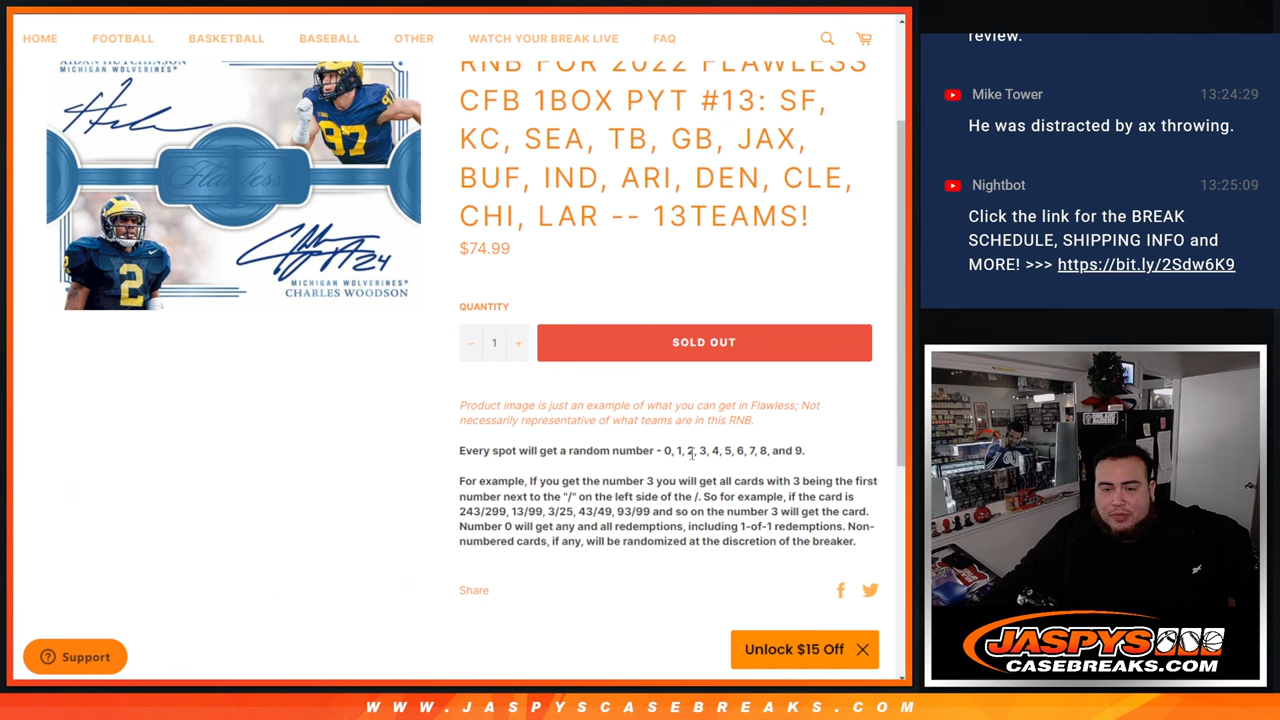 HOME FOOTBALL BASKETBALL BASEBALL OTHER WATCH YOUR BREAK LIVE FAQ
AIDAN HUTCHINSON
MICHIGAN WOLVERINES®
97
Flawless
2
24
MICHIGAN WOLVERINES®
CHARLES WOODSON
RNB FOR 2022 FLAWLESS
CFB 1BOX PYT #13: SF,
KC, SEA, TB, GB, JAX,
BUF, IND, ARI, DEN, CLE,
CHI, LAR -- 13TEAMS!
$74.99
QUANTITY
− 1 +
SOLD OUT
Product image is just an example of what you can get in Flawless; Not
necessarily representative of what teams are in this RNB.
Every spot will get a random number - 0, 1, 2, 3, 4, 5, 6, 7, 8, and 9.
For example, If you get the number 3 you will get all cards with 3 being the first
number next to the "/" on the left side of the /. So for example, if the card is
243/299, 13/99, 3/25, 43/49, 93/99 and so on the number 3 will get the card.
Number 0 will get any and all redemptions, including 1-of-1 redemptions. Non-
numbered cards, if any, will be randomized at the discretion of the breaker.
Share
Support
Unlock $15 Off
review.
Mike Tower 13:24:29
He was distracted by ax throwing.
Nightbot 13:25:09
Click the link for the BREAK
SCHEDULE, SHIPPING INFO and
MORE! >>> https://bit.ly/2Sdw6K9
JASPYS
CASEBREAKS.COM
WWW.JASPYSCASEBREAKS.COM